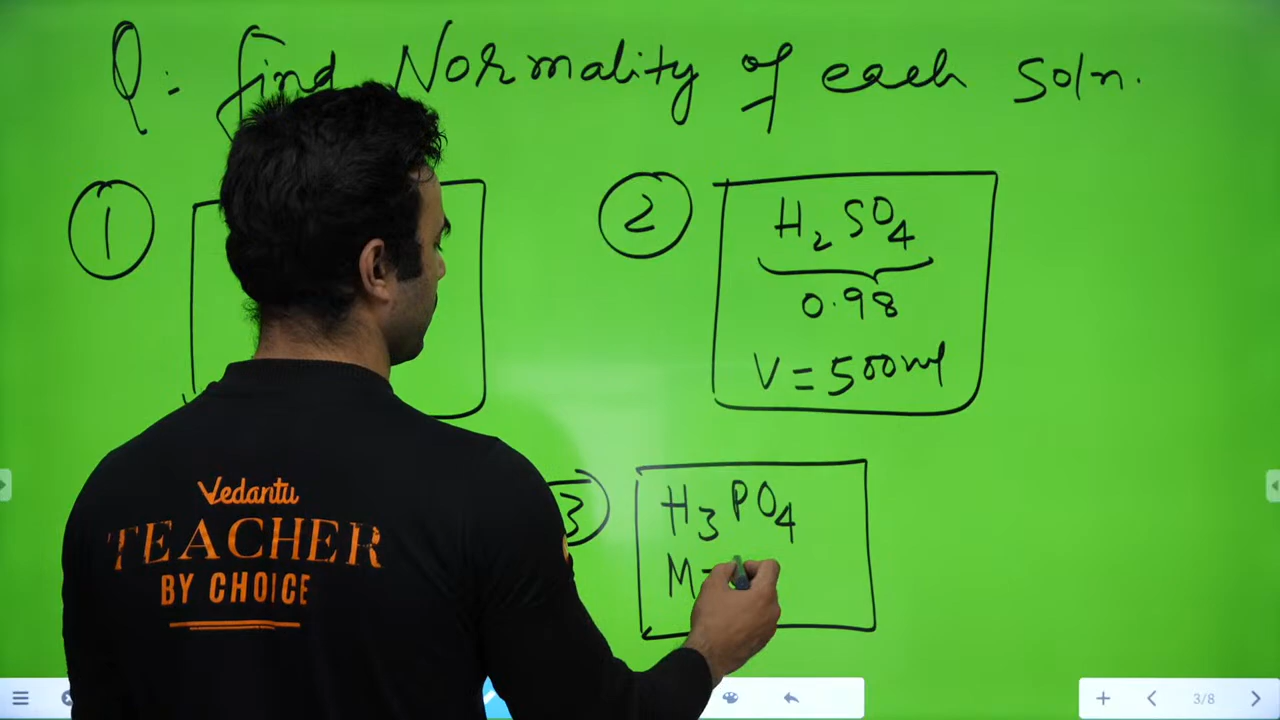 Q: find Normality of each Soln.
1
2
H2SO4
0.98
V = 500ml
3
H3PO4
M =
Vedantu
TEACHER
BY CHOICE
3/8